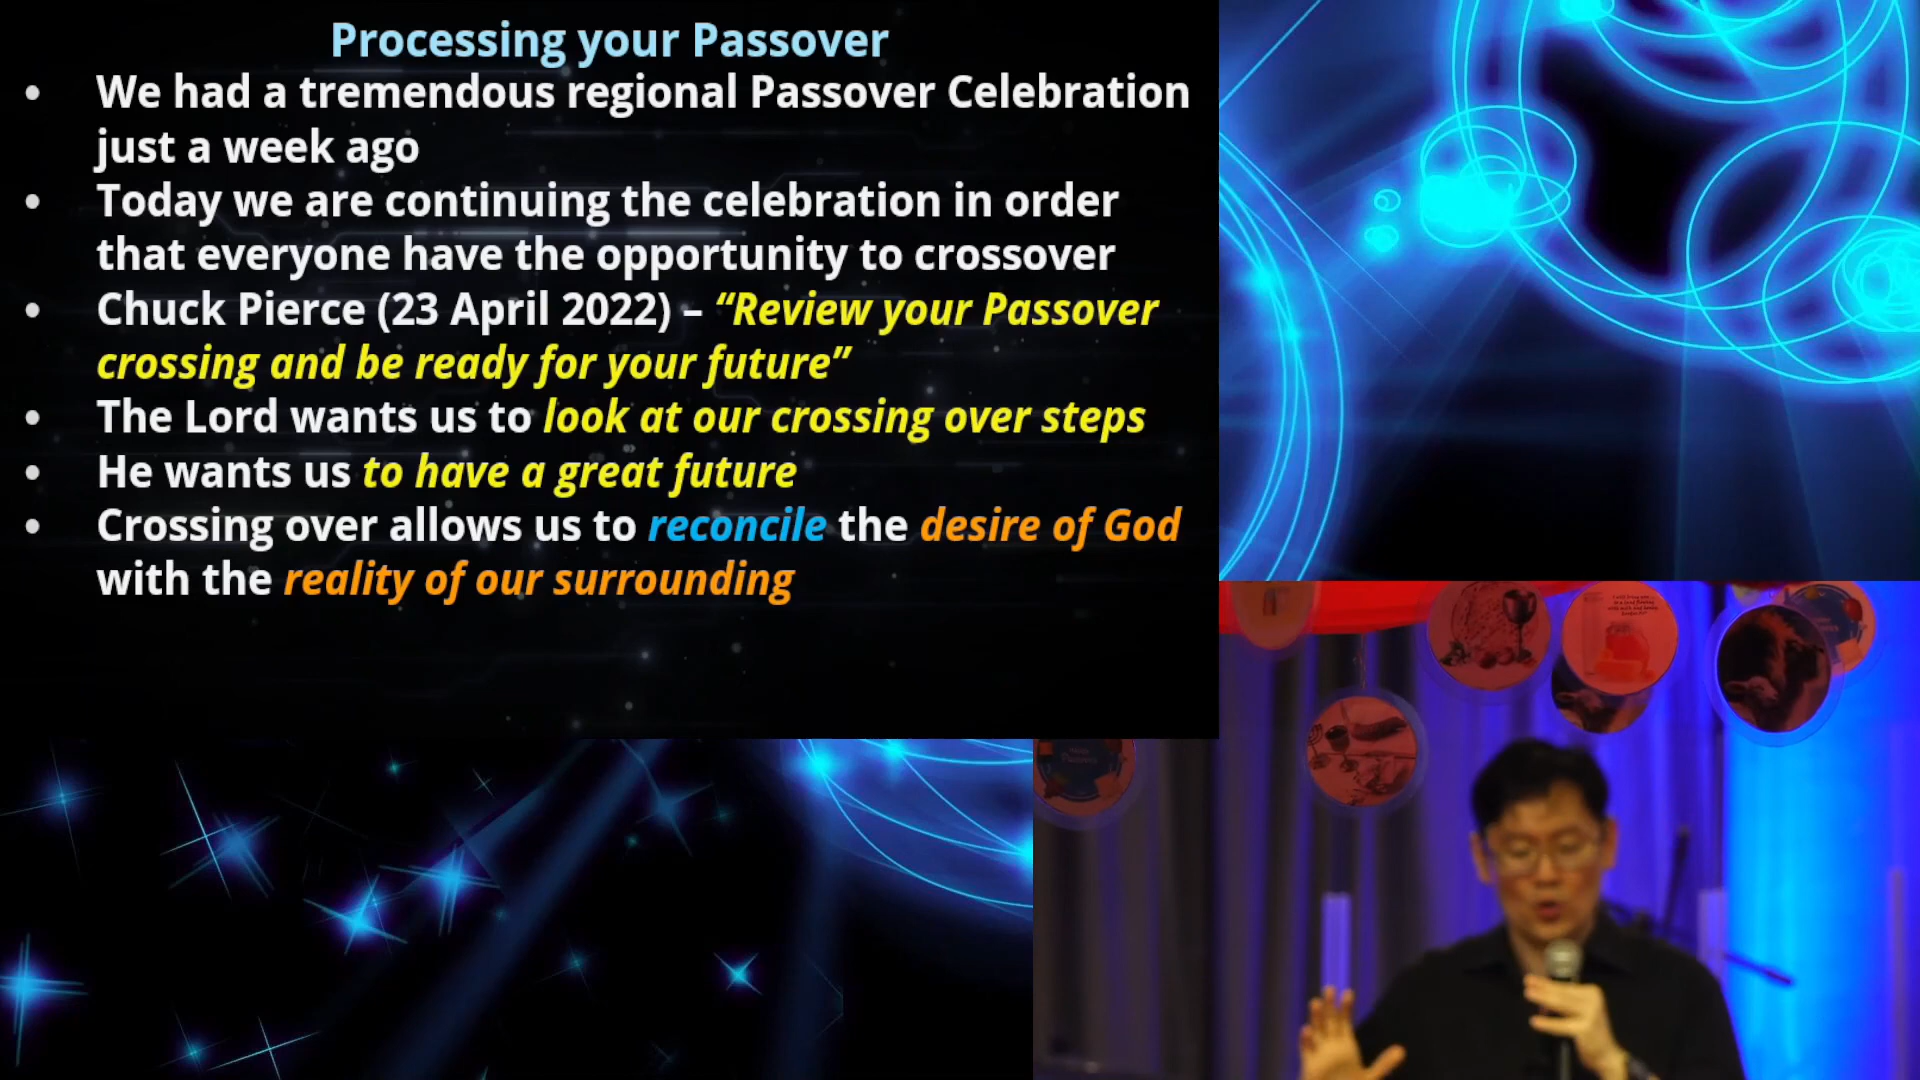 Processing your Passover
• We had a tremendous regional Passover Celebration
just a week ago
• Today we are continuing the celebration in order
that everyone have the opportunity to crossover
• Chuck Pierce (23 April 2022) – “Review your Passover
crossing and be ready for your future”
• The Lord wants us to look at our crossing over steps
• He wants us to have a great future
• Crossing over allows us to reconcile the desire of God
with the reality of our surrounding